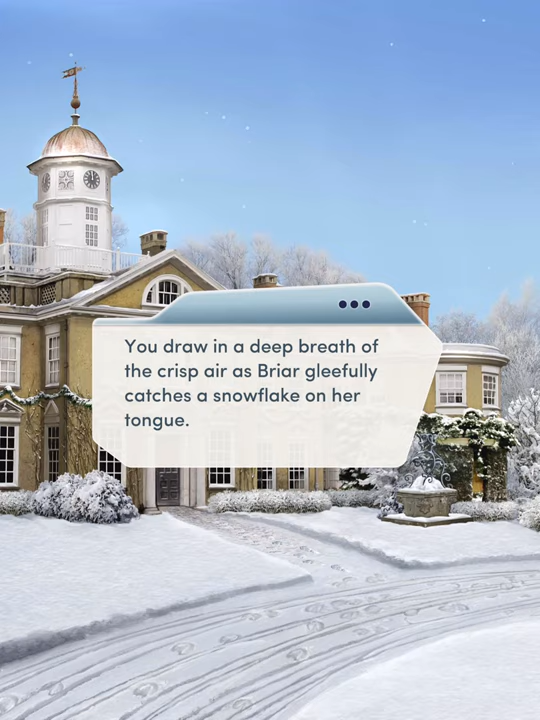 You draw in a deep breath of
the crisp air as Briar gleefully
catches a snowflake on her
tongue.